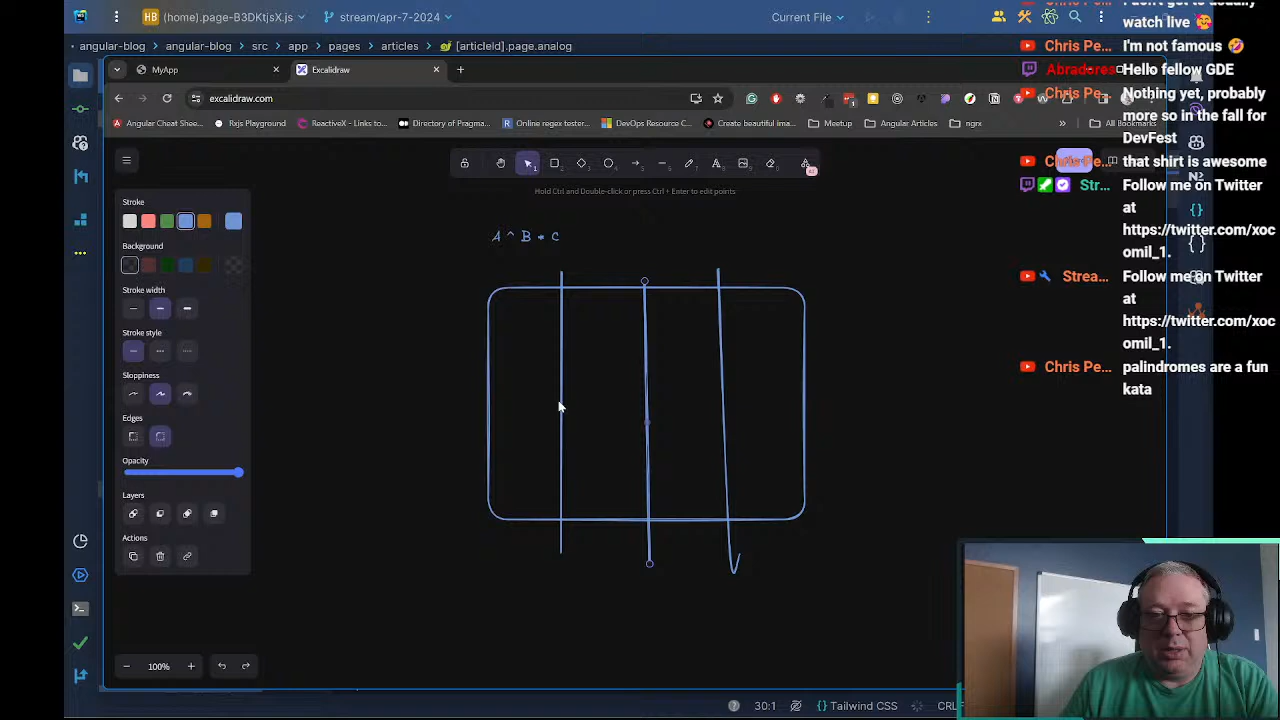 HB (home).page-B3DKtjsX.js
stream/apr-7-2024
Current File
angular-blog > angular-blog > src > app > pages > articles > [articleId].page.analog
MyApp
Excalidraw
excalidraw.com
Angular Cheat Shee...
Rxjs Playground
ReactiveX - Links to...
Directory of Power...
Online regex tester...
DevOps Resource C...
Create beautiful ima...
Meetup
Angular Articles
ngrx
All Bookmarks
Hold Ctrl and Double-click or press Ctrl + Enter to edit points
Stroke
Background
Stroke width
Stroke style
Sloppiness
Edges
Opacity
Layers
Actions
A ^ B = C
100%
watch live 🥰
Chris Pe... I'm not famous 🤣
Abradores Hello fellow GDE
Chris Pe... Nothing yet, probably
more so in the fall for
DevFest
Chris Pe... that shirt is awesome
Str... Follow me on Twitter
at
https://twitter.com/xoc
omil_1.
Strea... Follow me on Twitter
at
https://twitter.com/xoc
omil_1.
Chris Pe... palindromes are a fun
kata
30:1
Tailwind CSS